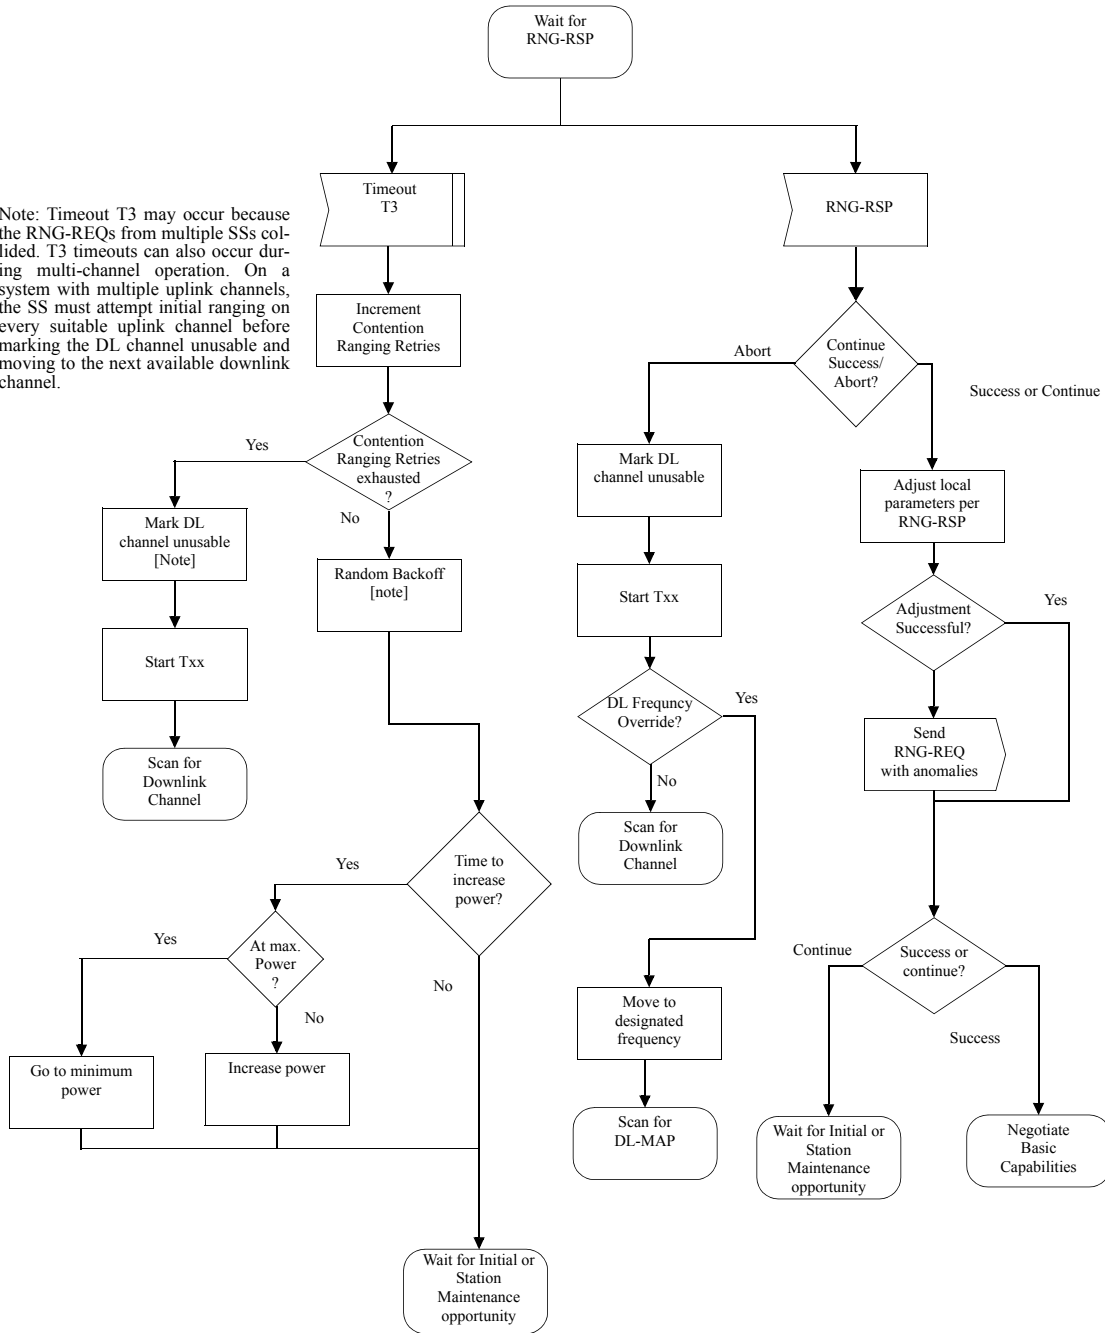 Wait for
RNG-RSP
Timeout
T3
RNG-RSP
Note: Timeout T3 may occur because
the RNG-REQs from multiple SSs col-
lided. T3 timeouts can also occur dur-
ing multi-channel operation. On a
system with multiple uplink channels,
the SS must attempt initial ranging on
every suitable uplink channel before
marking the DL channel unusable and
moving to the next available downlink
channel.
Increment
Contention
Ranging Retries
Continue
Success/
Abort?
Abort
Success or Continue
Contention
Ranging Retries
exhausted
?
Yes
No
Mark DL
channel unusable
[Note]
Start Txx
Scan for
Downlink
Channel
Random Backoff
[note]
Time to
increase
power?
Yes
No
At max.
Power
?
Yes
No
Go to minimum
power
Increase power
Wait for Initial or
Station
Maintenance
opportunity
Mark DL
channel unusable
Start Txx
DL Frequncy
Override?
Yes
No
Scan for
Downlink
Channel
Move to
designated
frequency
Scan for
DL-MAP
Adjust local
parameters per
RNG-RSP
Adjustment
Successful?
Yes
Send
RNG-REQ
with anomalies
Success or
continue?
Continue
Success
Wait for Initial or
Station
Maintenance
opportunity
Negotiate
Basic
Capabilities